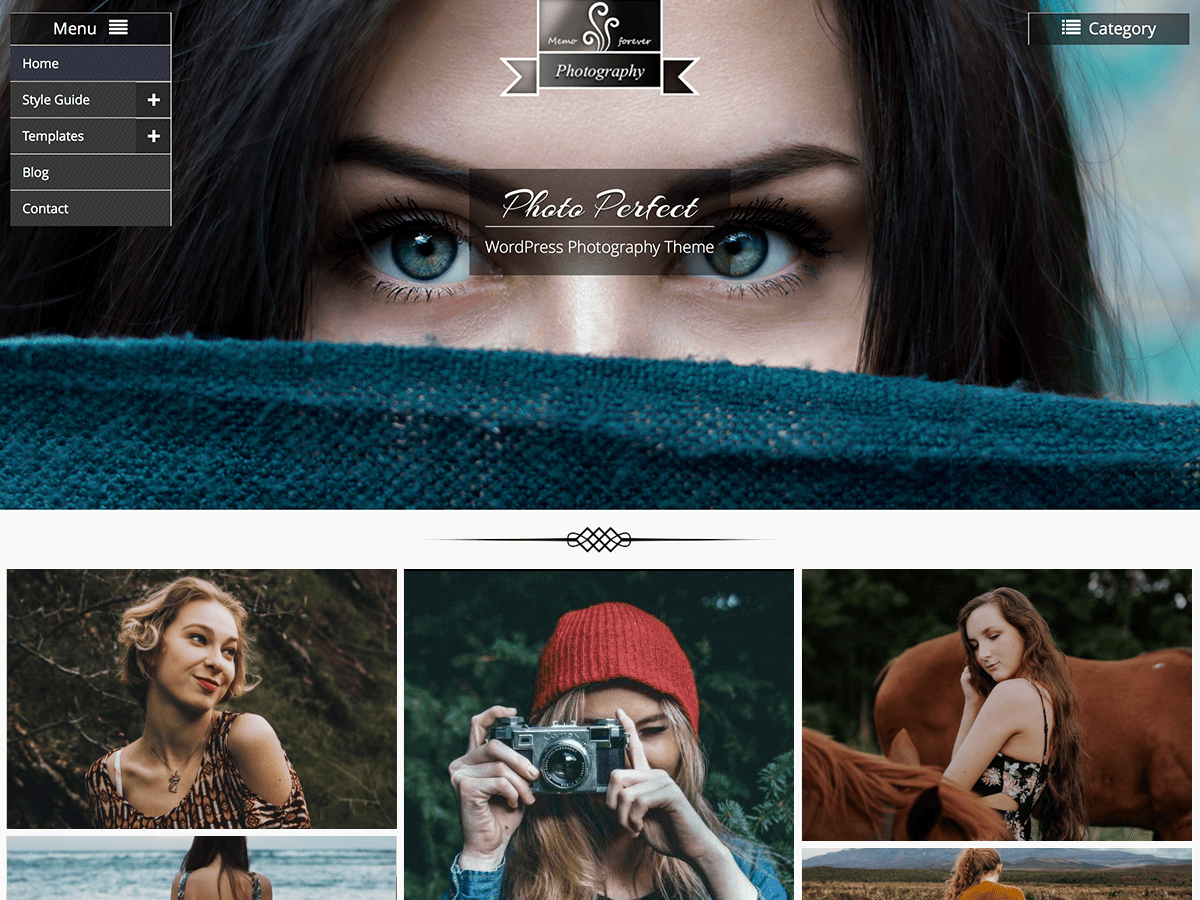 Menu
Home
Style Guide
Templates
Blog
Contact
Memo forever
Photography
Category
Photo Perfect
WordPress Photography Theme